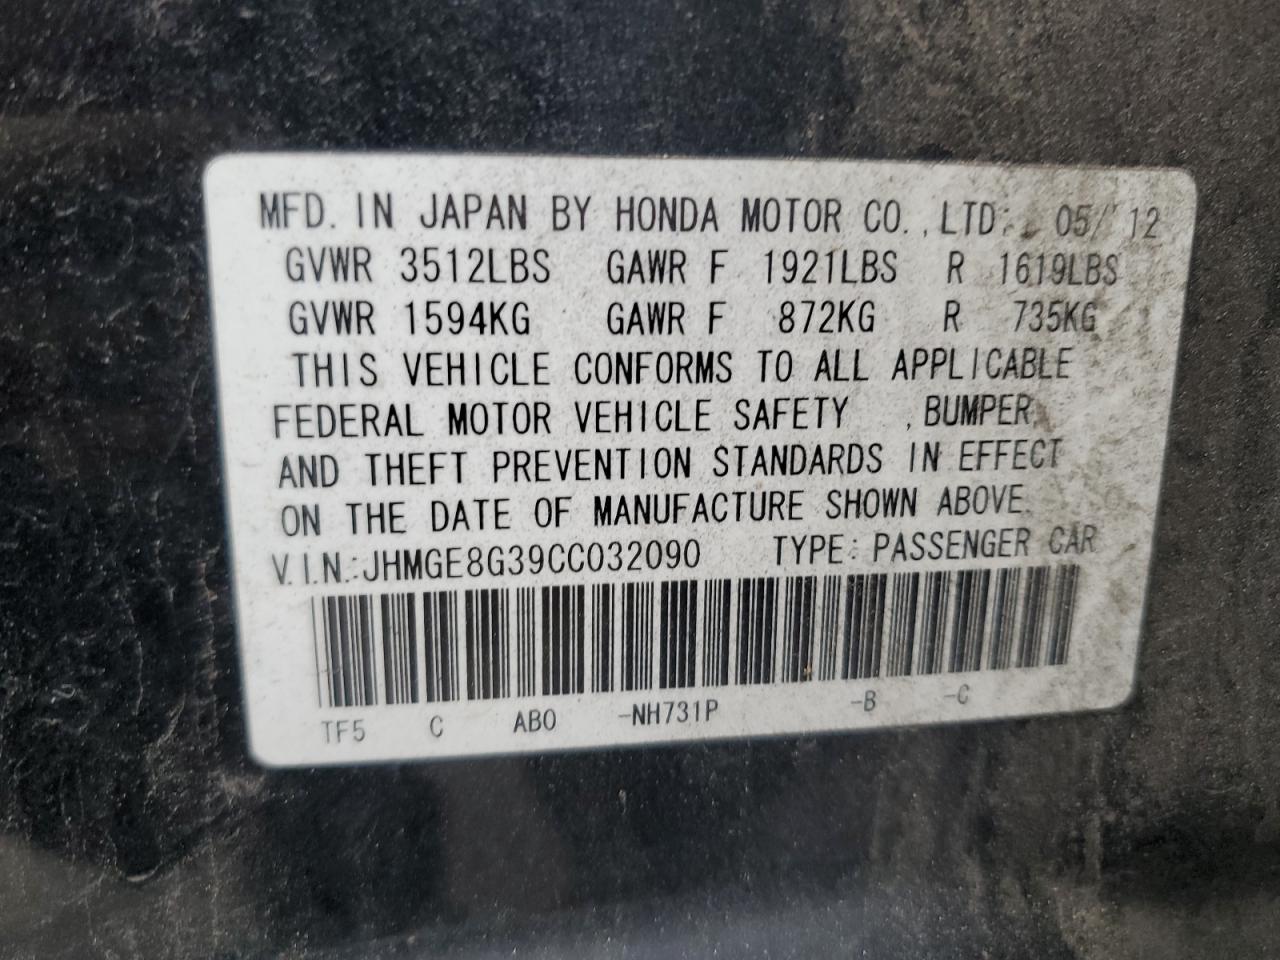 MFD. IN JAPAN BY HONDA MOTOR CO., LTD. 05/12
GVWR 3512LBS GAWR F 1921LBS R 1619LBS
GVWR 1594KG GAWR F 872KG R 735KG
THIS VEHICLE CONFORMS TO ALL APPLICABLE
FEDERAL MOTOR VEHICLE SAFETY , BUMPER,
AND THEFT PREVENTION STANDARDS IN EFFECT
ON THE DATE OF MANUFACTURE SHOWN ABOVE.
V.I.N.:JHMGE8G39CC032090 TYPE: PASSENGER CAR
TF5 C AB0 -NH731P -B -C